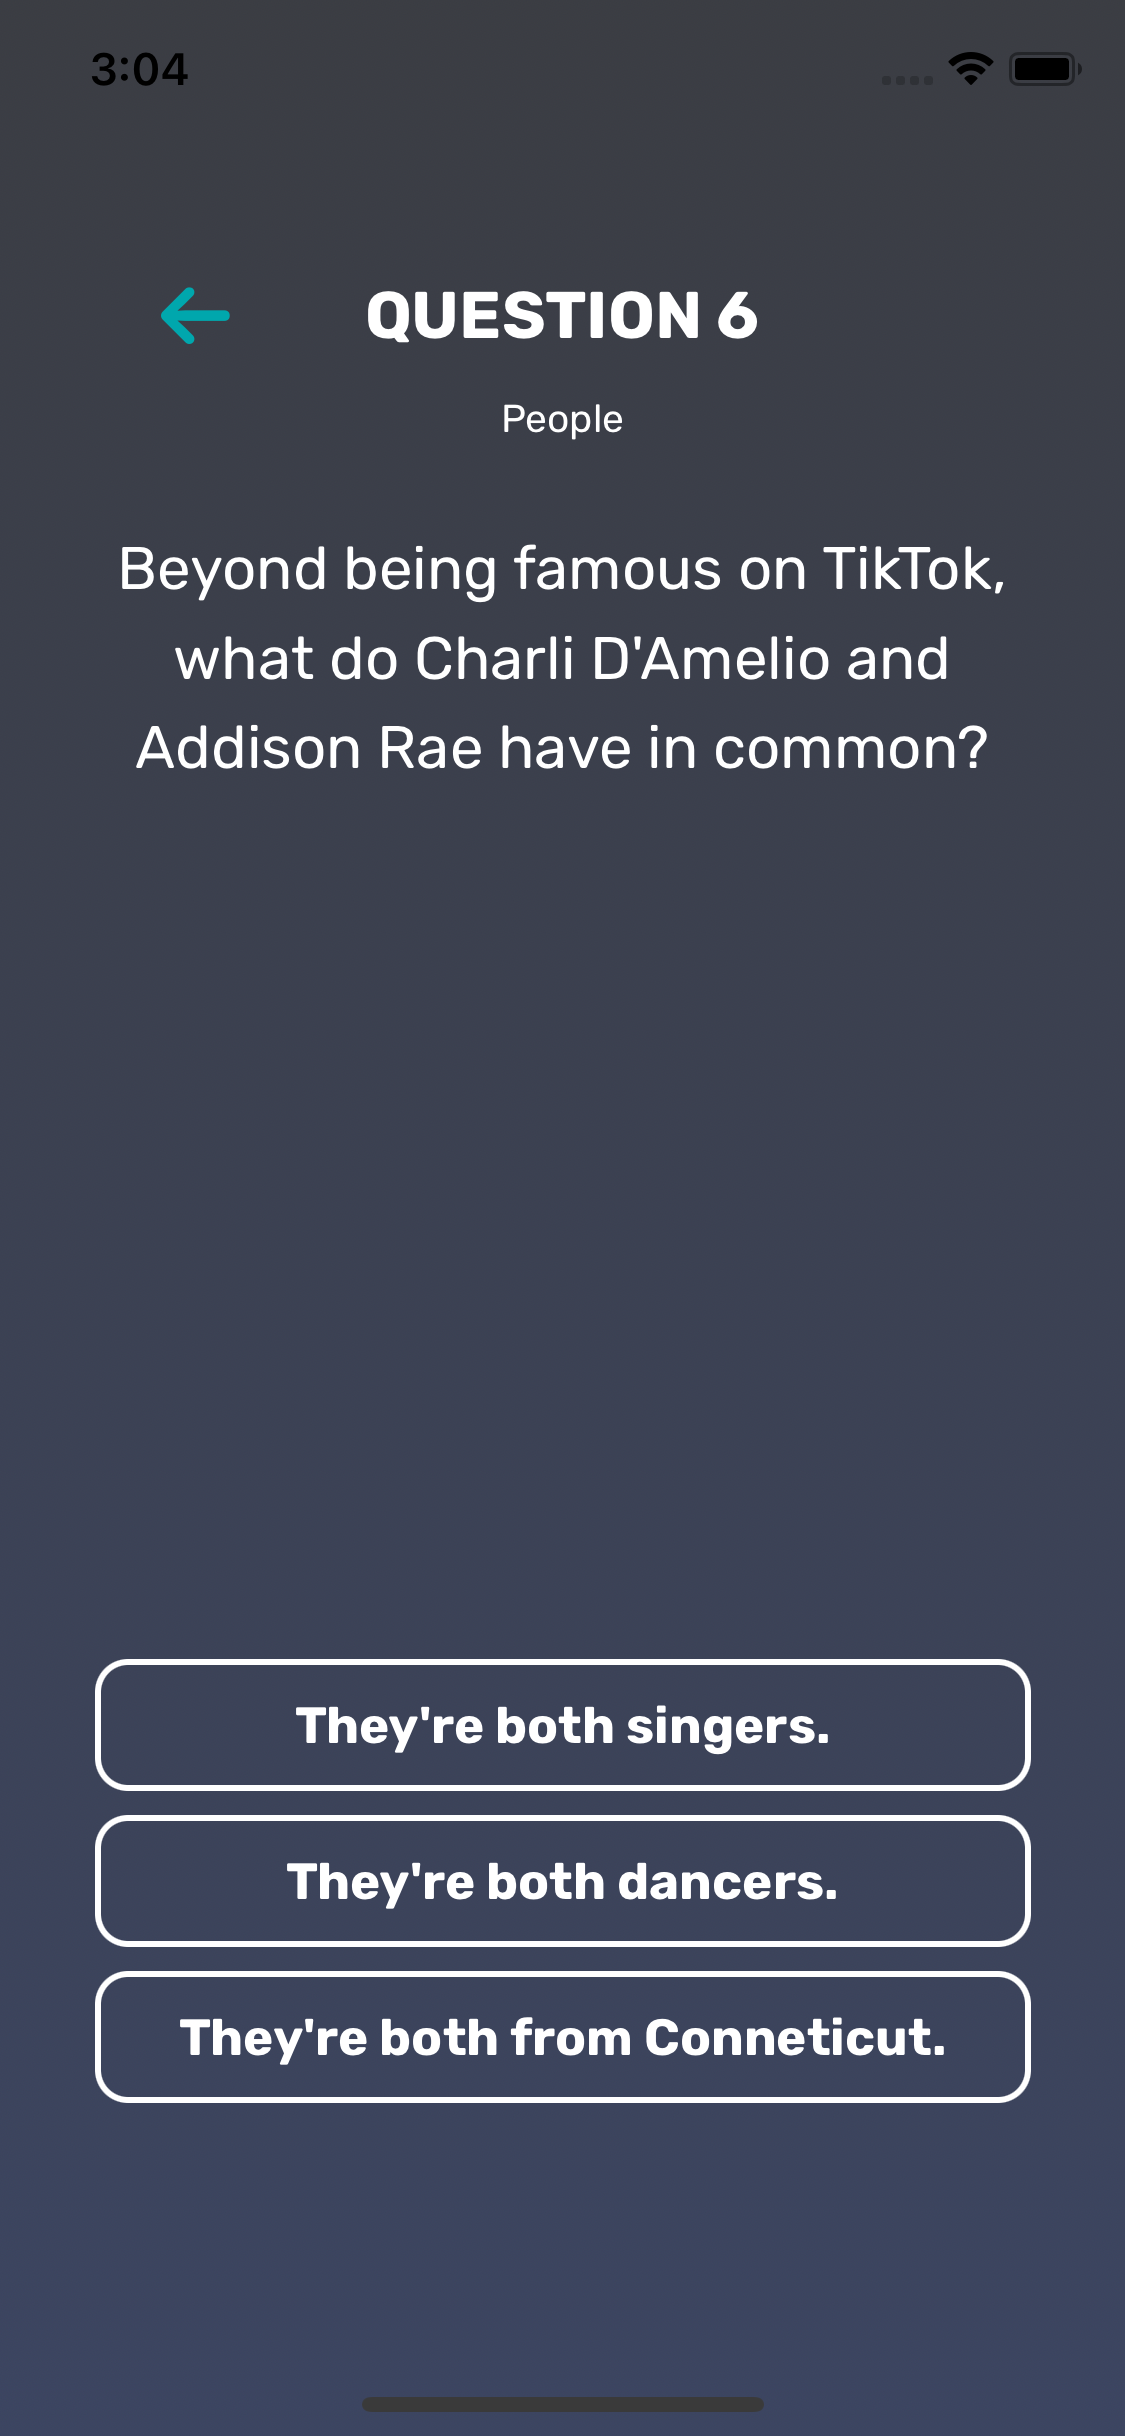 3:04
QUESTION 6
People
Beyond being famous on TikTok,
what do Charli D'Amelio and
Addison Rae have in common?
They're both singers.
They're both dancers.
They're both from Conneticut.